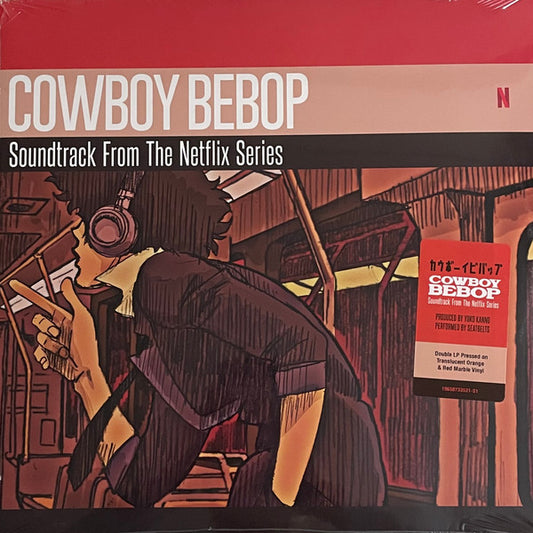 COWBOY BEBOP
N
Soundtrack From The Netflix Series
カウボーイビバップ
COWBOY
BEBOP
Soundtrack From The Netflix Series
PRODUCED BY YOKO KANNO
PERFORMED BY SEATBELTS
Double LP Pressed on
Translucent Orange
& Red Marble Vinyl